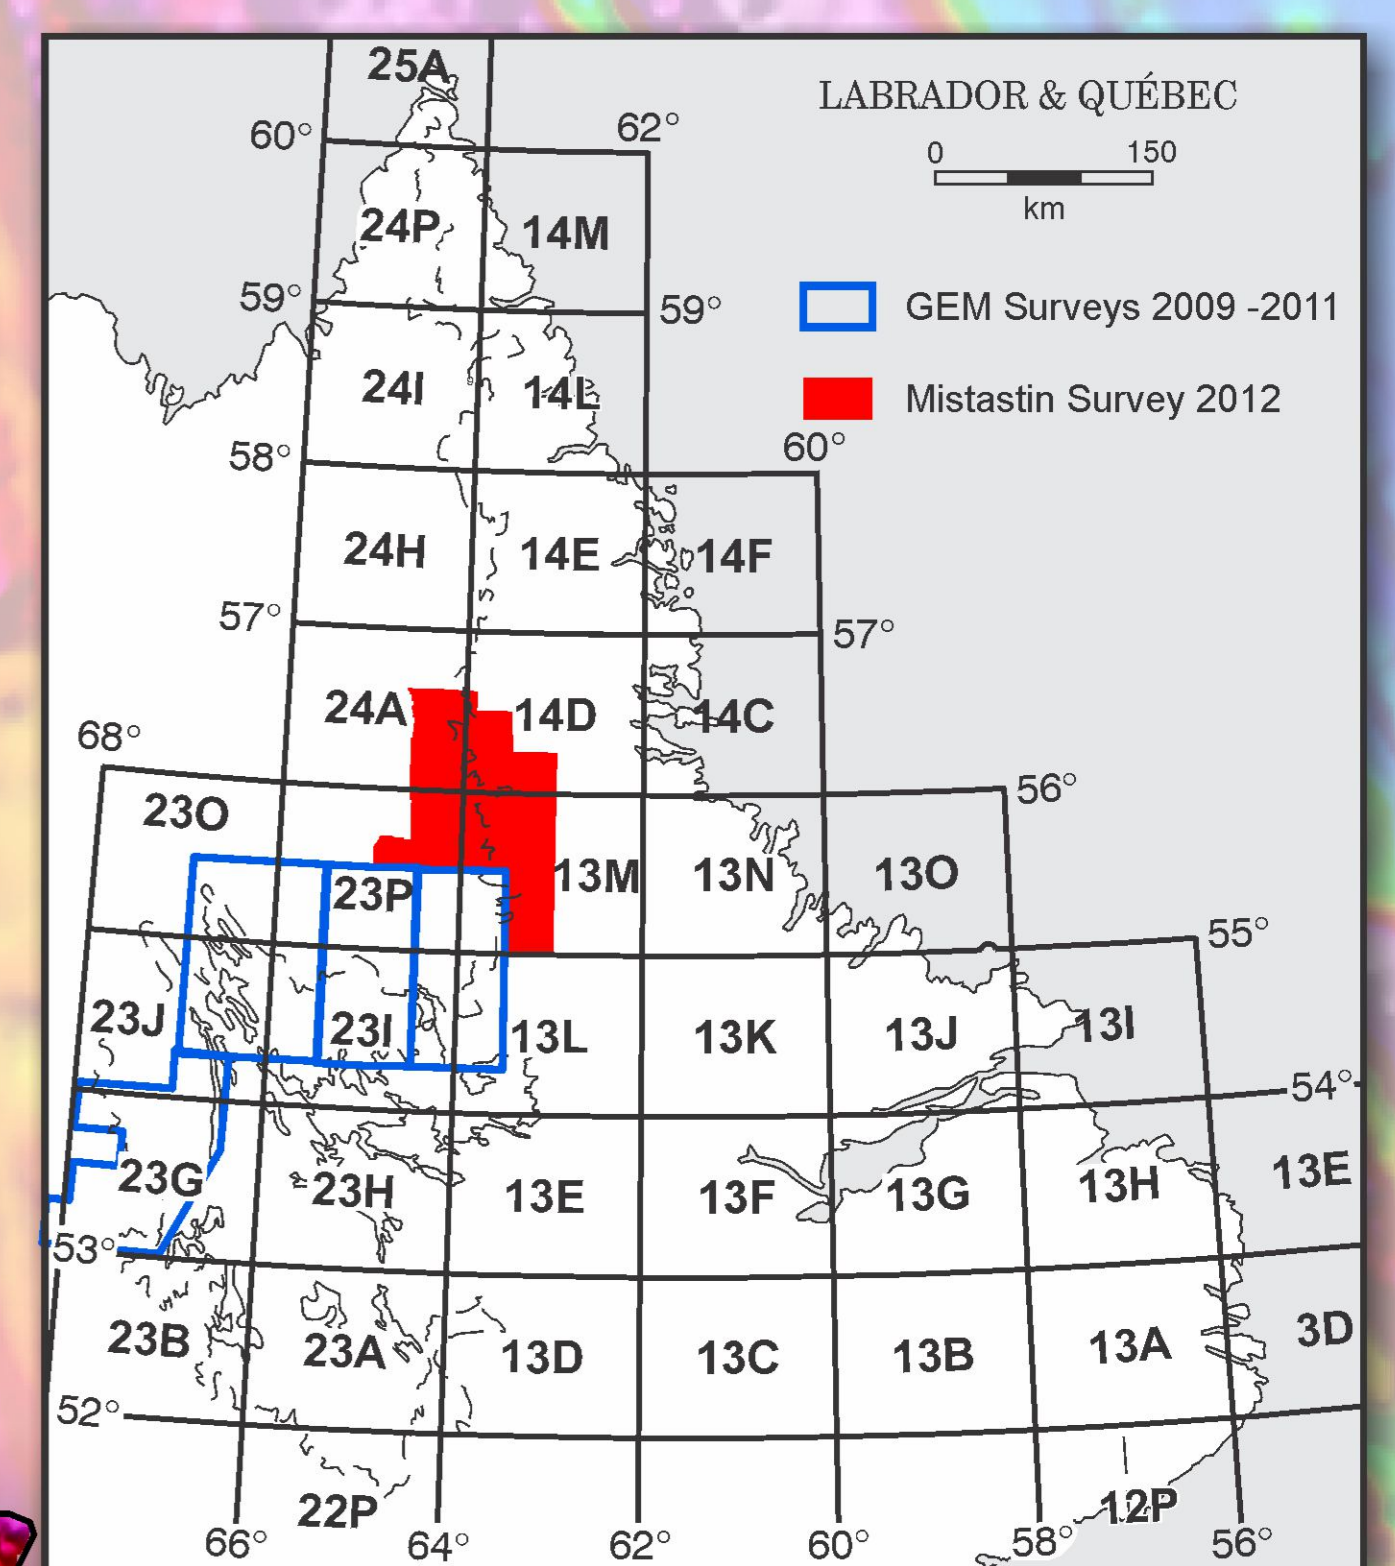 25A
LABRADOR & QUÉBEC
60°
62°
0 150
km
24P
14M
59°
59°
GEM Surveys 2009 -2011
24I
14L
Mistastin Survey 2012
58°
60°
24H
14E
14F
57°
57°
24A
14D
14C
68°
56°
23O
23P
13M
13N
13O
55°
23J
23I
13L
13K
13J
13I
54°
23G
23H
13E
13F
13G
13H
13E
53°
23B
23A
13D
13C
13B
13A
3D
52°
22P
12P
66°
64°
62°
60°
58°
56°